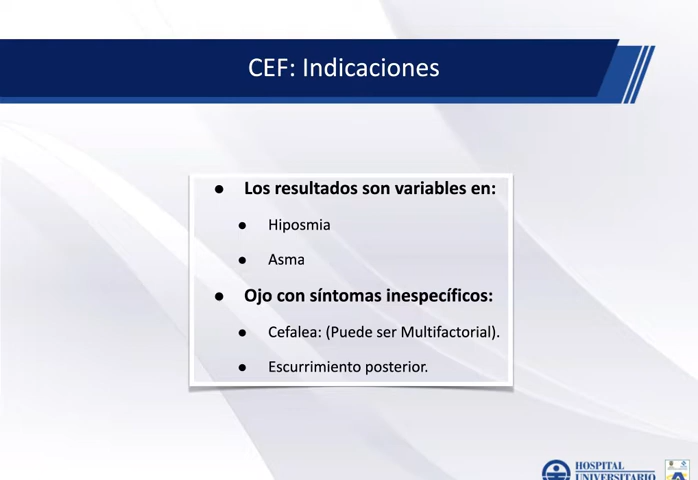 CEF: Indicaciones
● Los resultados son variables en:
● Hiposmia
● Asma
● Ojo con síntomas inespecíficos:
● Cefalea: (Puede ser Multifactorial).
● Escurrimiento posterior.
HOSPITAL
UNIVERSITARIO